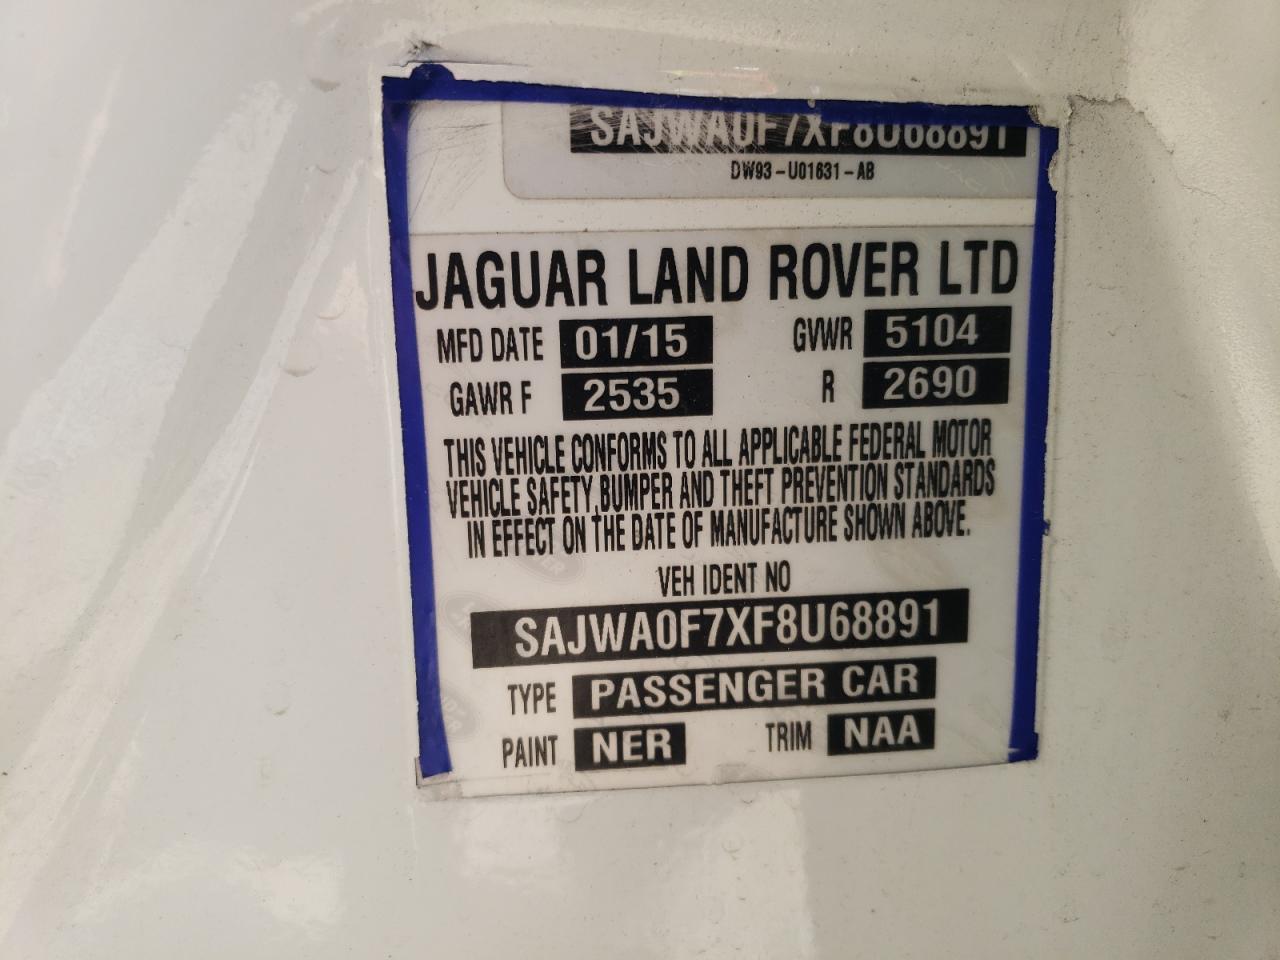 SAJWA0F7XF8U68891
DW93-U01631-AB
JAGUAR LAND ROVER LTD
MFD DATE 01/15 GVWR 5104
GAWR F 2535 R 2690
THIS VEHICLE CONFORMS TO ALL APPLICABLE FEDERAL MOTOR
VEHICLE SAFETY, BUMPER AND THEFT PREVENTION STANDARDS
IN EFFECT ON THE DATE OF MANUFACTURE SHOWN ABOVE.
VEH IDENT NO
SAJWA0F7XF8U68891
TYPE PASSENGER CAR
PAINT NER TRIM NAA